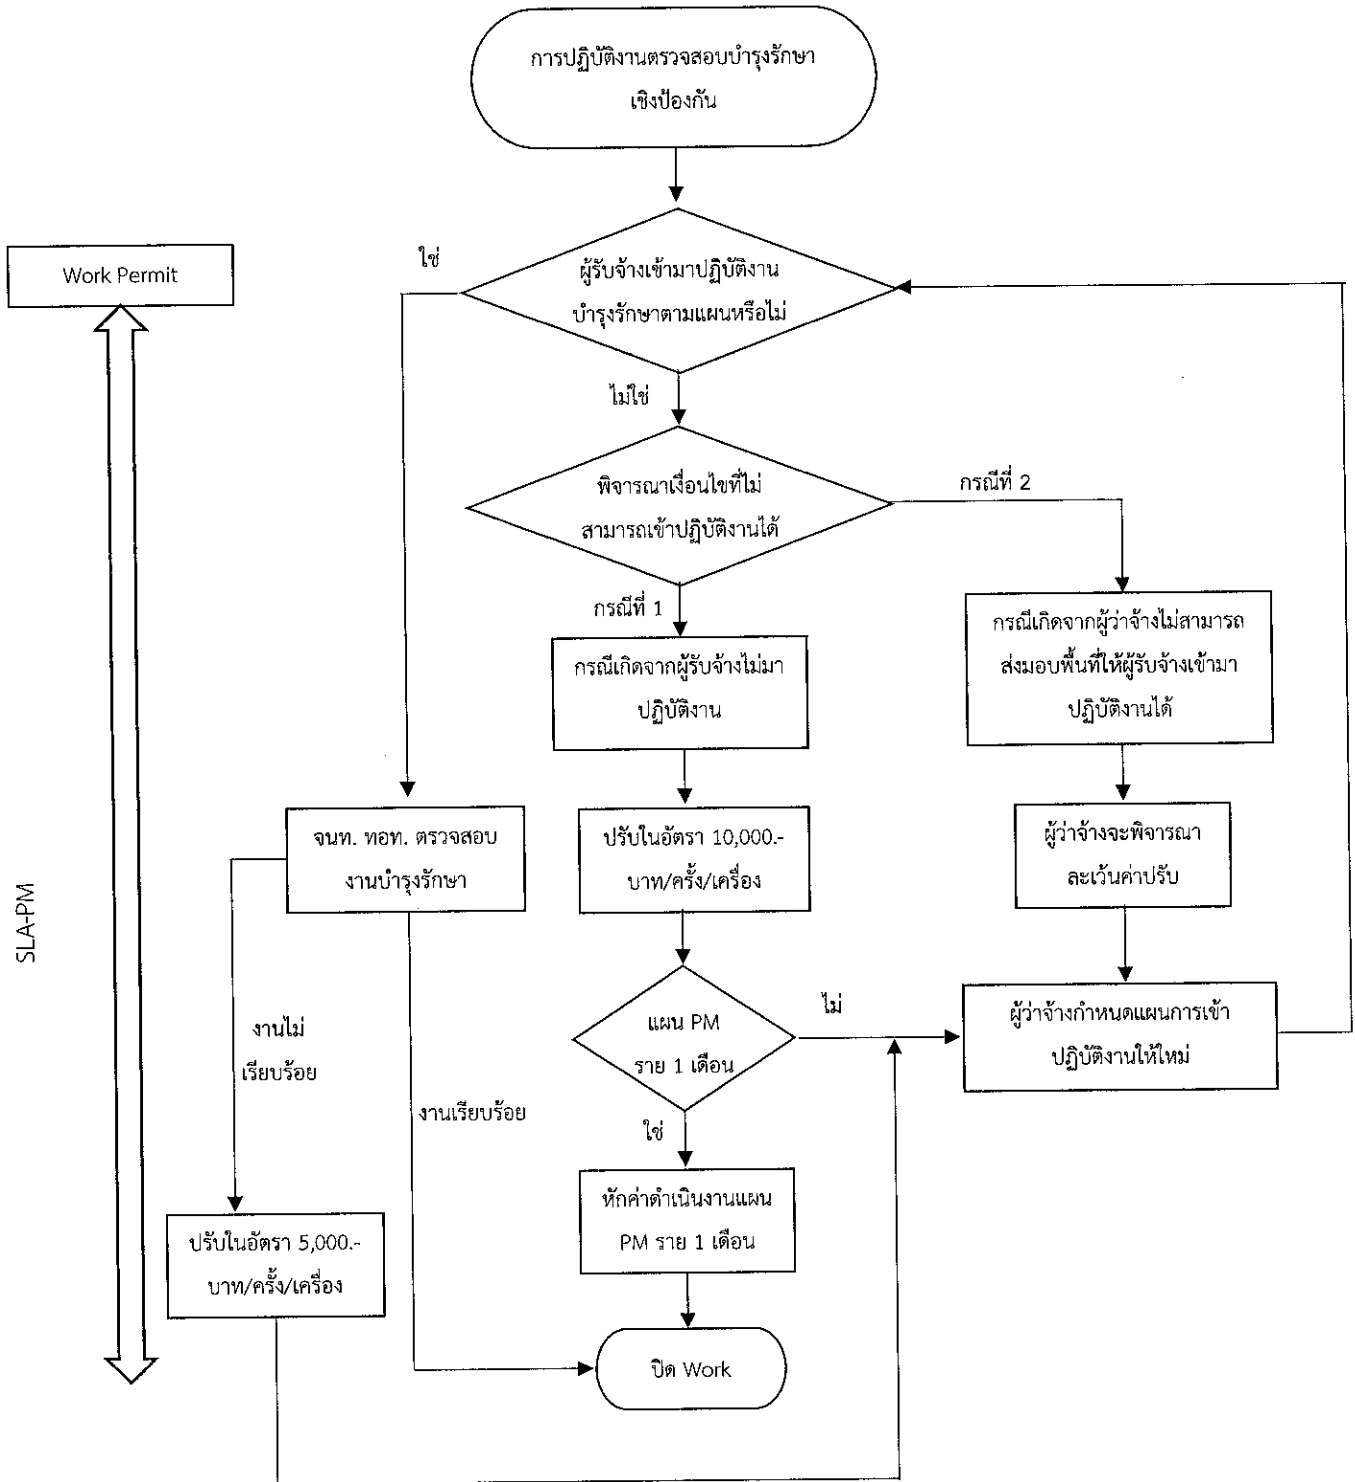 การปฏิบัติงานตรวจสอบบำรุงรักษา
เชิงป้องกัน
Work Permit
ใช่
ผู้รับจ้างเข้ามาปฏิบัติงาน
บำรุงรักษาตามแผนหรือไม่
ไม่ใช่
พิจารณาเงื่อนไขที่ไม่
สามารถเข้าปฏิบัติงานได้
กรณีที่ 2
กรณีที่ 1
กรณีเกิดจากผู้รับจ้างไม่มา
ปฏิบัติงาน
กรณีเกิดจากผู้ว่าจ้างไม่สามารถ
ส่งมอบพื้นที่ให้ผู้รับจ้างเข้ามา
ปฏิบัติงานได้
จนท. ทอท. ตรวจสอบ
งานบำรุงรักษา
ปรับในอัตรา 10,000.-
บาท/ครั้ง/เครื่อง
ผู้ว่าจ้างจะพิจารณา
ละเว้นค่าปรับ
SLA-PM
งานไม่
เรียบร้อย
งานเรียบร้อย
แผน PM
ราย 1 เดือน
ไม่
ผู้ว่าจ้างกำหนดแผนการเข้า
ปฏิบัติงานให้ใหม่
ใช่
หักค่าดำเนินงานแผน
PM ราย 1 เดือน
ปรับในอัตรา 5,000.-
บาท/ครั้ง/เครื่อง
ปิด Work